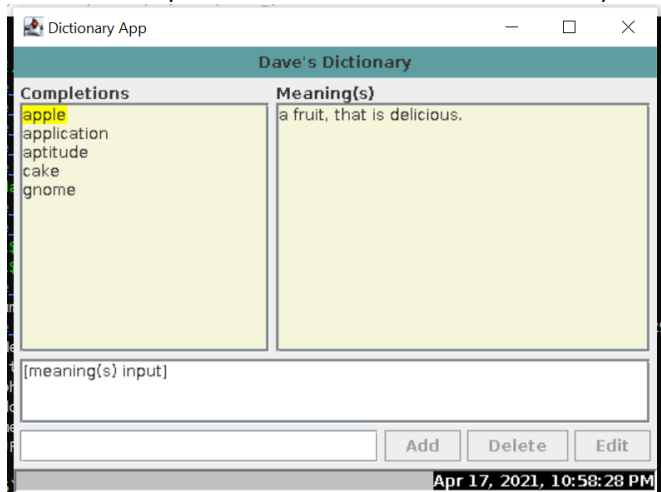 Dictionary App
Dave's Dictionary
Completions
Meaning(s)
apple
application
aptitude
cake
gnome
a fruit, that is delicious.
[meaning(s) input]
Add Delete Edit
Apr 17, 2021, 10:58:28 PM